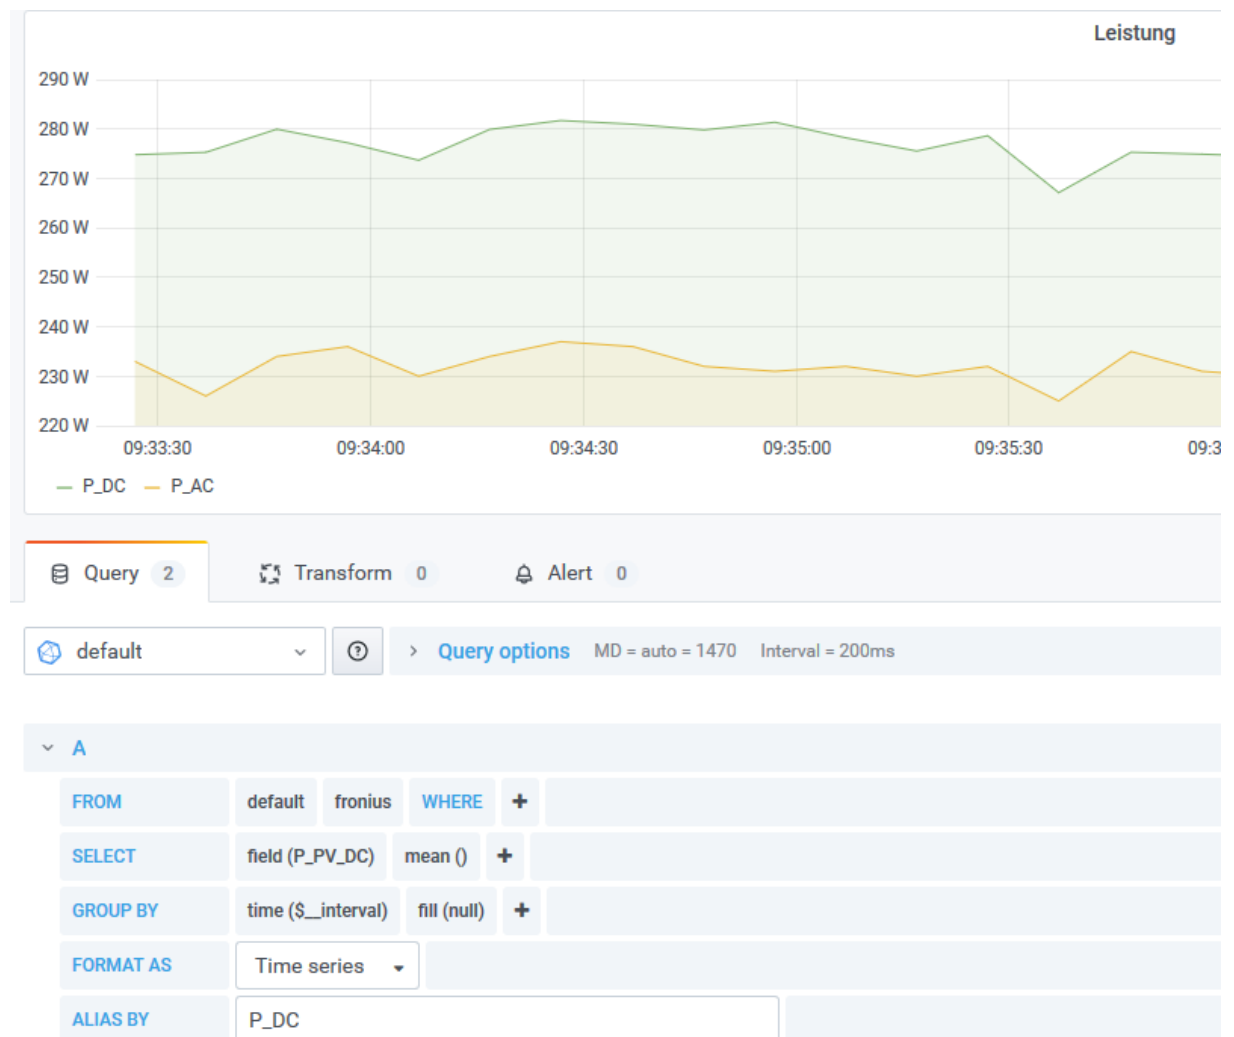 Leistung
290 W
280 W
270 W
260 W
250 W
240 W
230 W
220 W
09:33:30 09:34:00 09:34:30 09:35:00 09:35:30 09:3
P_DC P_AC
Query 2 Transform 0 Alert 0
default Query options MD = auto = 1470 Interval = 200ms
A
FROM default fronius WHERE +
SELECT field (P_PV_DC) mean () +
GROUP BY time ($__interval) fill (null) +
FORMAT AS Time series
ALIAS BY P_DC